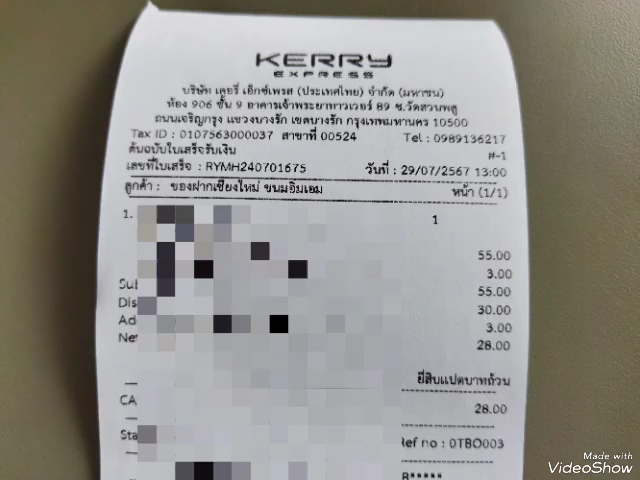 KERRY
EXPRESS
บริษัท เคอรี่ เอ็กซ์เพรส (ประเทศไทย) จำกัด (มหาชน)
ห้อง 906 ชั้น 9 อาคารเจ้าพระยาทาวเวอร์ 89 ซ.วัดสวนพลู
ถนนเจริญกรุง แขวงบางรัก เขตบางรัก กรุงเทพมหานคร 10500
Tax ID : 0107563000037 สาขาที่ 00524 Tel : 0989136217
ต้นฉบับใบเสร็จรับเงิน #-1
เลขที่ใบเสร็จ : RYMH240701675 วันที่ : 29/07/2567 13:00
ลูกค้า : ของฝากเชียงใหม่ ขนมอิมเอม หน้า (1/1)
1. 1
55.00
3.00
Su 55.00
Dis 30.00
Ad 3.00
Ne 28.00
ยี่สิบแปดบาทถ้วน
CA 28.00
Sta Ref no : 0TBO003
R*****
Made with
VideoShow